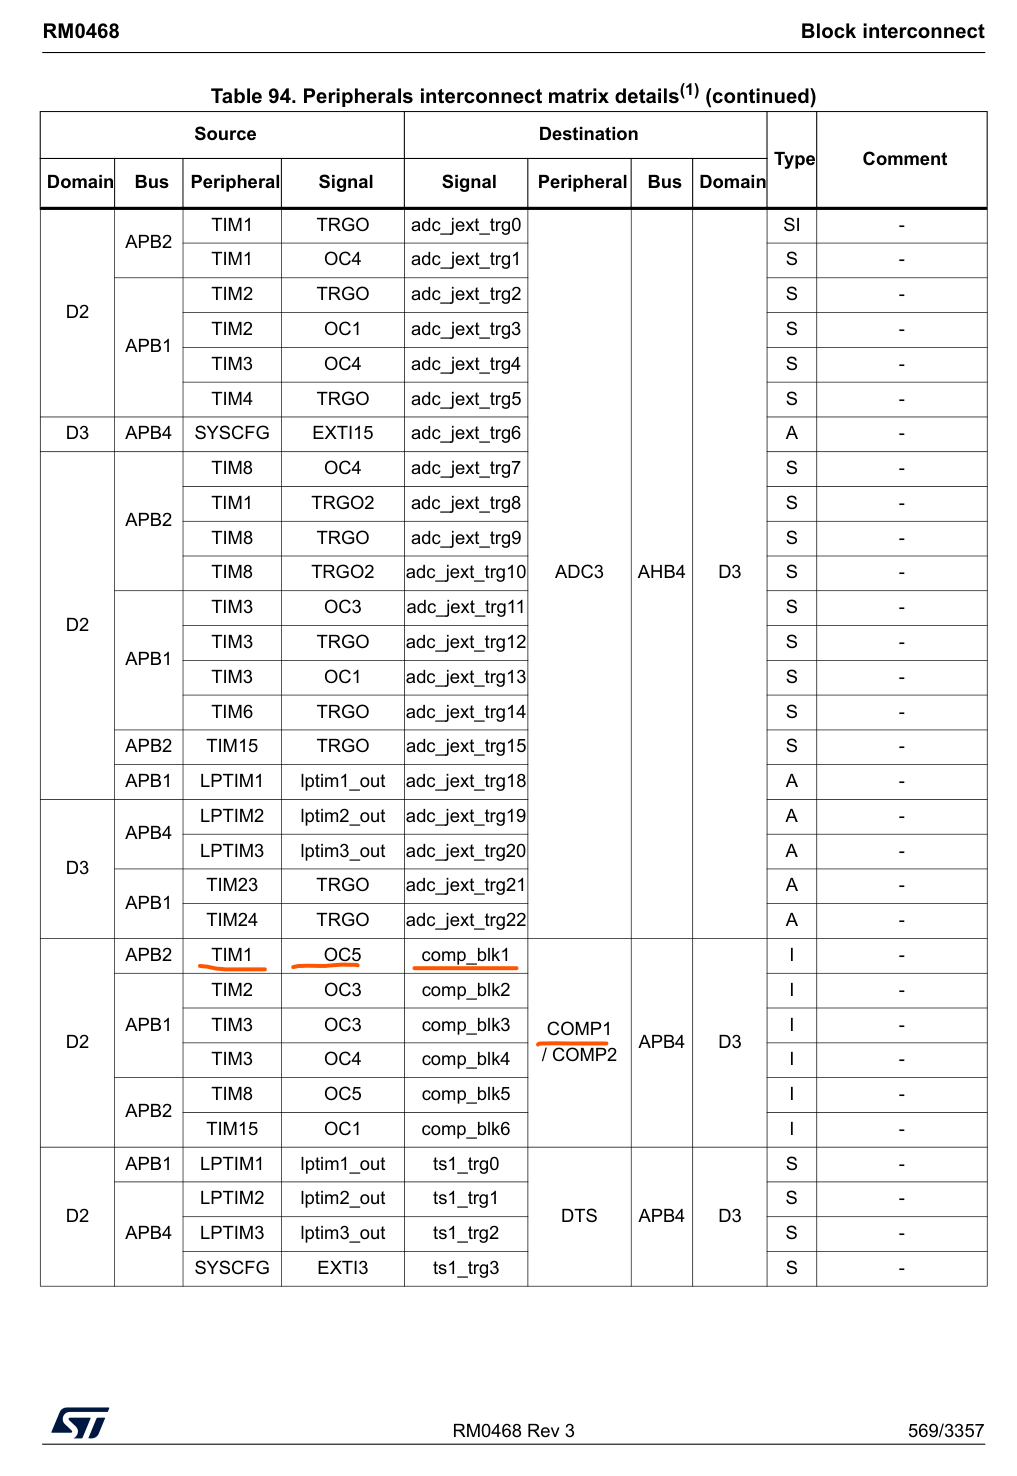 RM0468 Block interconnect
Table 94. Peripherals interconnect matrix details(1) (continued)
Source Destination Type Comment
Domain Bus Peripheral Signal Signal Peripheral Bus Domain
D2 APB2 TIM1 TRGO adc_jext_trg0 ADC3 AHB4 D3 SI -
TIM1 OC4 adc_jext_trg1 S -
APB1 TIM2 TRGO adc_jext_trg2 S -
TIM2 OC1 adc_jext_trg3 S -
TIM3 OC4 adc_jext_trg4 S -
TIM4 TRGO adc_jext_trg5 S -
D3 APB4 SYSCFG EXTI15 adc_jext_trg6 A -
D2 APB2 TIM8 OC4 adc_jext_trg7 S -
TIM1 TRGO2 adc_jext_trg8 S -
TIM8 TRGO adc_jext_trg9 S -
TIM8 TRGO2 adc_jext_trg10 S -
APB1 TIM3 OC3 adc_jext_trg11 S -
TIM3 TRGO adc_jext_trg12 S -
TIM3 OC1 adc_jext_trg13 S -
TIM6 TRGO adc_jext_trg14 S -
APB2 TIM15 TRGO adc_jext_trg15 S -
APB1 LPTIM1 lptim1_out adc_jext_trg18 A -
D3 APB4 LPTIM2 lptim2_out adc_jext_trg19 A -
LPTIM3 lptim3_out adc_jext_trg20 A -
APB1 TIM23 TRGO adc_jext_trg21 A -
TIM24 TRGO adc_jext_trg22 A -
D2 APB2 TIM1 OC5 comp_blk1 COMP1 / COMP2 APB4 D3 I -
APB1 TIM2 OC3 comp_blk2 I -
TIM3 OC3 comp_blk3 I -
TIM3 OC4 comp_blk4 I -
APB2 TIM8 OC5 comp_blk5 I -
TIM15 OC1 comp_blk6 I -
D2 APB1 LPTIM1 lptim1_out ts1_trg0 DTS APB4 D3 S -
APB4 LPTIM2 lptim2_out ts1_trg1 S -
LPTIM3 lptim3_out ts1_trg2 S -
SYSCFG EXTI3 ts1_trg3 S -
ST RM0468 Rev 3 569/3357